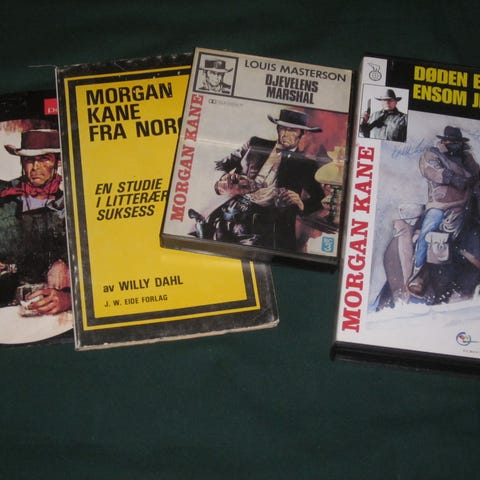 MORGAN
KANE
FRA NORG
EN STUDIE
I LITTERÆR
SUKSESS
av WILLY DAHL
J. W. EIDE FORLAG
LOUIS MASTERSON
DJEVELENS
MARSHAL
MORGAN KANE
DØDEN E
ENSOM J
MORGAN KANE